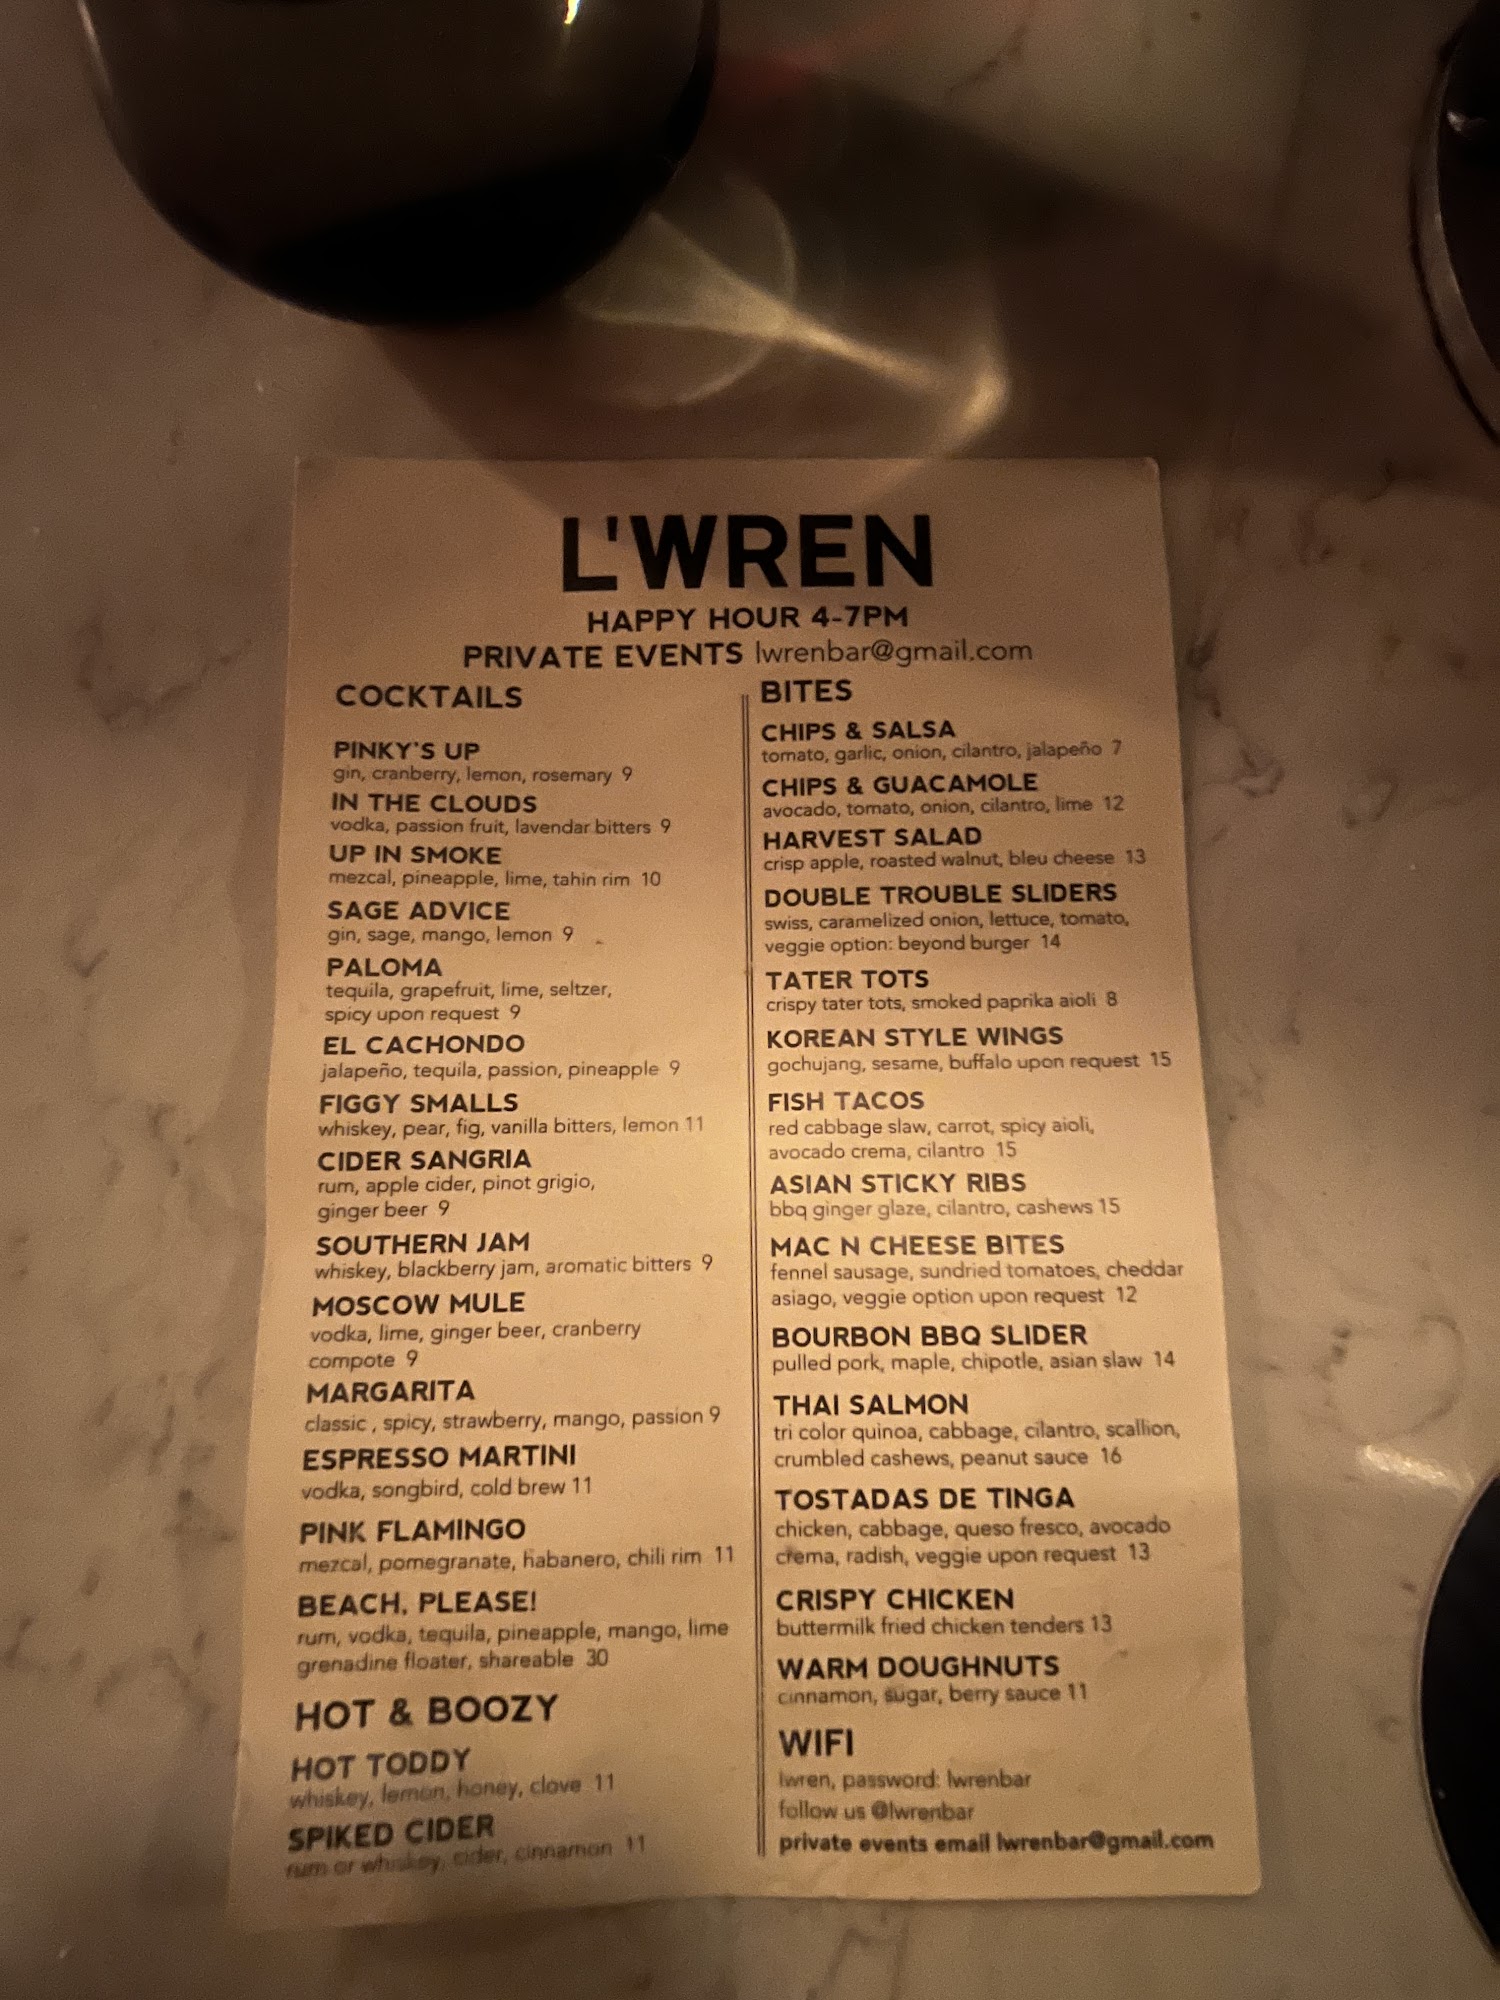 L'WREN
HAPPY HOUR 4-7PM
PRIVATE EVENTS lwrenbar@gmail.com
COCKTAILS
PINKY'S UP
gin, cranberry, lemon, rosemary 9
IN THE CLOUDS
vodka, passion fruit, lavendar bitters 9
UP IN SMOKE
mezcal, pineapple, lime, tahin rim 10
SAGE ADVICE
gin, sage, mango, lemon 9
PALOMA
tequila, grapefruit, lime, seltzer,
spicy upon request 9
EL CACHONDO
jalapeño, tequila, passion, pineapple 9
FIGGY SMALLS
whiskey, pear, fig, vanilla bitters, lemon 11
CIDER SANGRIA
rum, apple cider, pinot grigio,
ginger beer 9
SOUTHERN JAM
whiskey, blackberry jam, aromatic bitters 9
MOSCOW MULE
vodka, lime, ginger beer, cranberry
compote 9
MARGARITA
classic , spicy, strawberry, mango, passion 9
ESPRESSO MARTINI
vodka, songbird, cold brew 11
PINK FLAMINGO
mezcal, pomegranate, habanero, chili rim 11
BEACH, PLEASE!
rum, vodka, tequila, pineapple, mango, lime
grenadine floater, shareable 30
HOT & BOOZY
HOT TODDY
whiskey, lemon, honey, clove 11
SPIKED CIDER
rum or whiskey, cider, cinnamon 11
BITES
CHIPS & SALSA
tomato, garlic, onion, cilantro, jalapeño 7
CHIPS & GUACAMOLE
avocado, tomato, onion, cilantro, lime 12
HARVEST SALAD
crisp apple, roasted walnut, bleu cheese 13
DOUBLE TROUBLE SLIDERS
swiss, caramelized onion, lettuce, tomato,
veggie option: beyond burger 14
TATER TOTS
crispy tater tots, smoked paprika aioli 8
KOREAN STYLE WINGS
gochujang, sesame, buffalo upon request 15
FISH TACOS
red cabbage slaw, carrot, spicy aioli,
avocado crema, cilantro 15
ASIAN STICKY RIBS
bbq ginger glaze, cilantro, cashews 15
MAC N CHEESE BITES
fennel sausage, sundried tomatoes, cheddar
asiago, veggie option upon request 12
BOURBON BBQ SLIDER
pulled pork, maple, chipotle, asian slaw 14
THAI SALMON
tri color quinoa, cabbage, cilantro, scallion,
crumbled cashews, peanut sauce 16
TOSTADAS DE TINGA
chicken, cabbage, queso fresco, avocado
crema, radish, veggie upon request 13
CRISPY CHICKEN
buttermilk fried chicken tenders 13
WARM DOUGHNUTS
cinnamon, sugar, berry sauce 11
WIFI
lwren, password: lwrenbar
follow us @lwrenbar
private events email lwrenbar@gmail.com